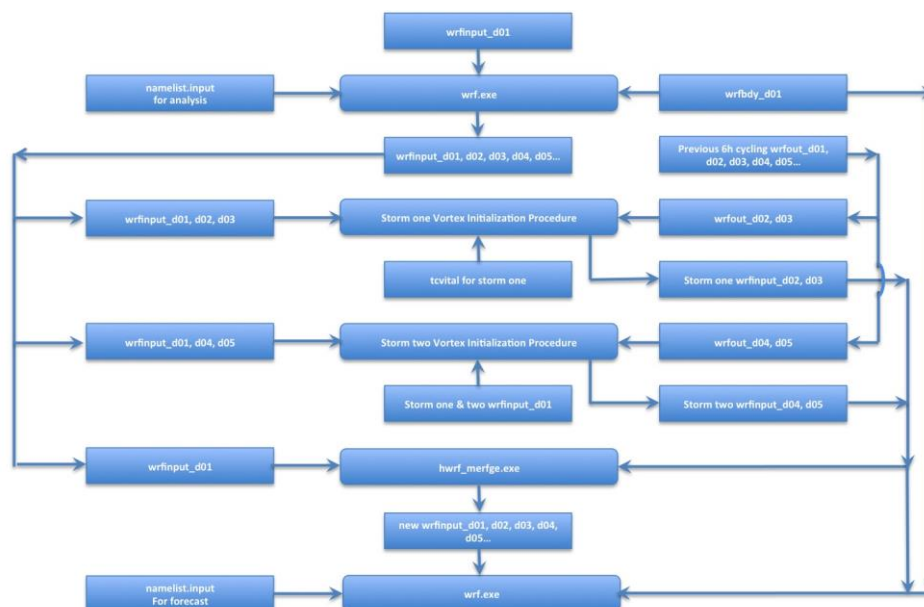 wrfinput_d01
namelist.input
for analysis
wrf.exe
wrfbdy_d01
wrfinput_d01, d02, d03, d04, d05...
Previous 6h cycling wrfout_d01,
d02, d03, d04, d05...
wrfinput_d01, d02, d03
Storm one Vortex Initialization Procedure
wrfout_d02, d03
tcvital for storm one
Storm one wrfinput_d02, d03
wrfinput_d01, d04, d05
Storm two Vortex Initialization Procedure
wrfout_d04, d05
Storm one & two wrfinput_d01
Storm two wrfinput_d04, d05
wrfinput_d01
hwrf_merfge.exe
new wrfinput_d01, d02, d03, d04,
d05...
namelist.input
For forecast
wrf.exe